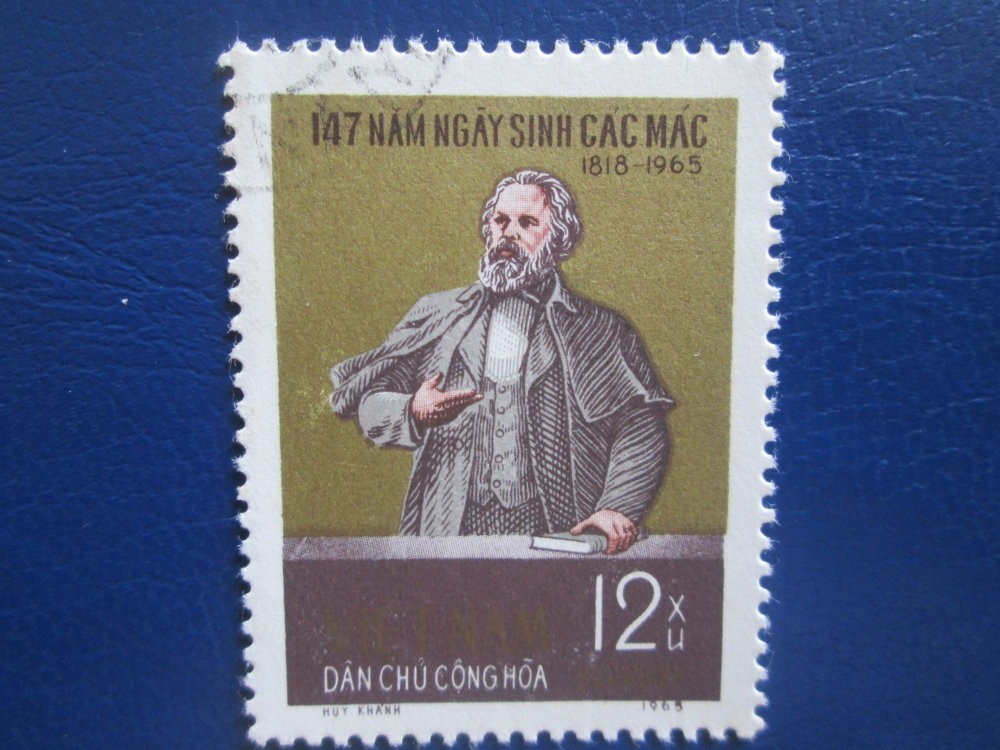 147 NĂM NGÀY SINH CÁC MÁC
1818-1965
12 XU
VIỆT NAM
DÂN CHỦ CỘNG HÒA
HUY KHÁNH
1965